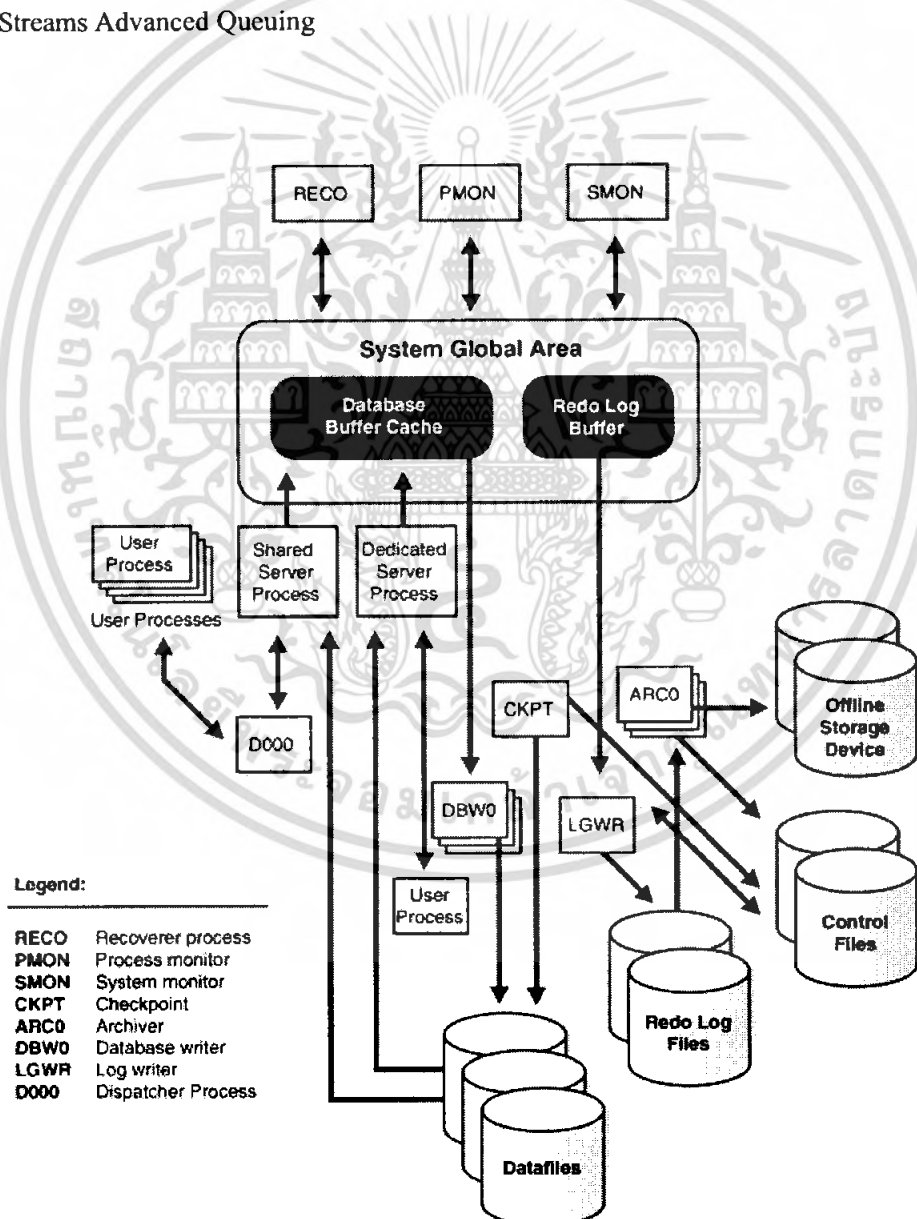 Streams Advanced Queuing
RECO
PMON
SMON
System Global Area
Database
Buffer Cache
Redo Log
Buffer
User
Process
User Processes
Shared
Server
Process
Dedicated
Server
Process
D000
CKPT
ARC0
Offline
Storage
Device
DBW0
LGWR
User
Process
Control
Files
Redo Log
Files
Datafiles
Legend:
RECO Recoverer process
PMON Process monitor
SMON System monitor
CKPT Checkpoint
ARC0 Archiver
DBW0 Database writer
LGWR Log writer
D000 Dispatcher Process